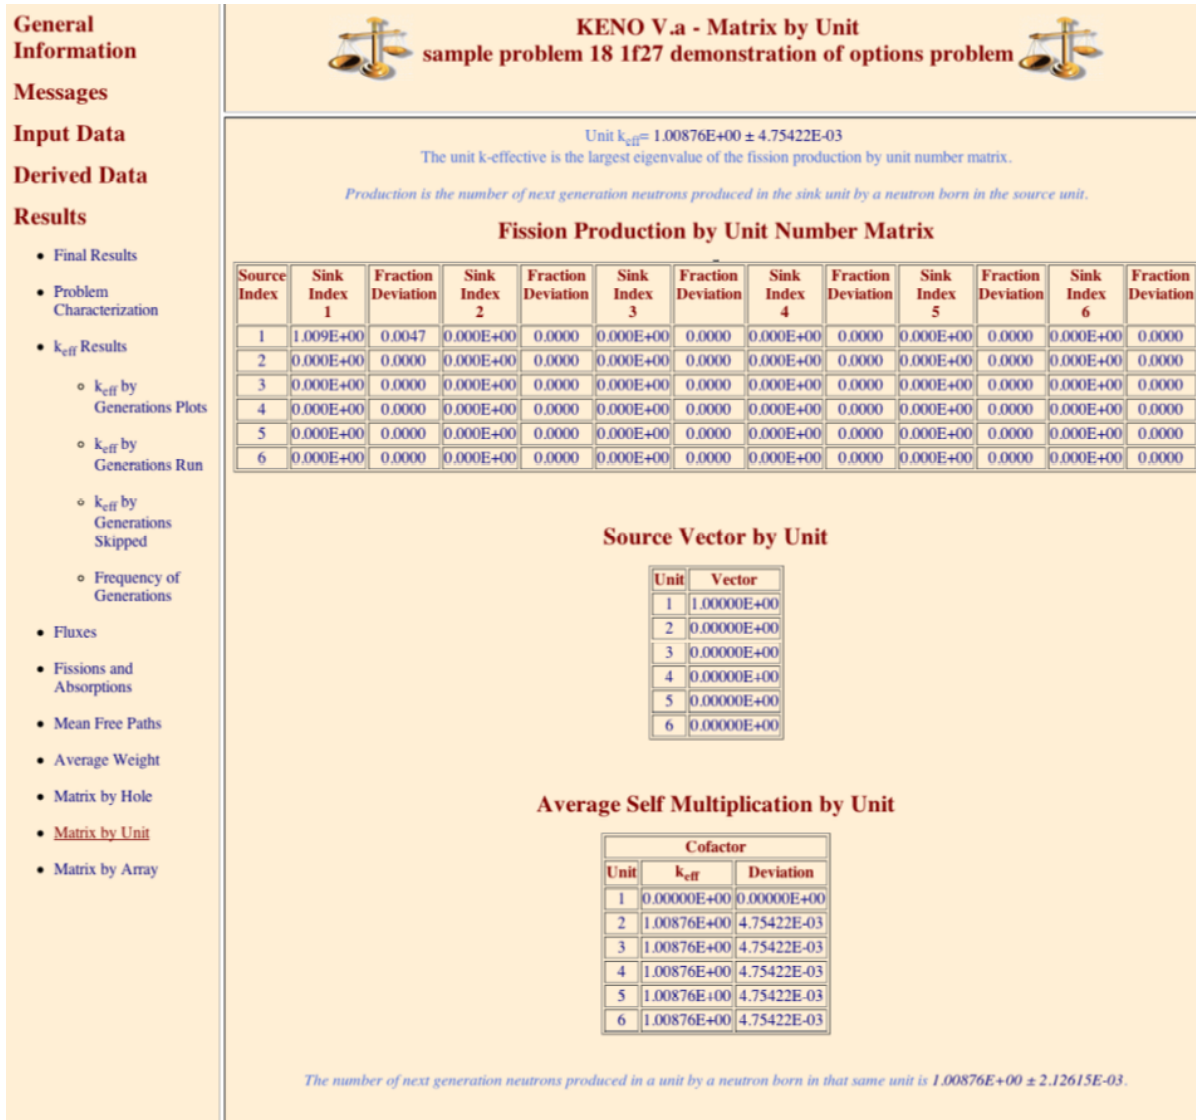 General
Information
Messages
Input Data
Derived Data
Results
Final Results
Problem
Characterization
keff Results
keff by
Generations Plots
keff by
Generations Run
keff by
Generations
Skipped
Frequency of
Generations
Fluxes
Fissions and
Absorptions
Mean Free Paths
Average Weight
Matrix by Hole
Matrix by Unit
Matrix by Array
KENO V.a - Matrix by Unit
sample problem 18 1f27 demonstration of options problem
Unit keff= 1.00876E+00 ± 4.75422E-03
The unit k-effective is the largest eigenvalue of the fission production by unit number matrix.
Production is the number of next generation neutrons produced in the sink unit by a neutron born in the source unit.
Fission Production by Unit Number Matrix
Source Index Sink Index 1 Fraction Deviation Sink Index 2 Fraction Deviation Sink Index 3 Fraction Deviation Sink Index 4 Fraction Deviation Sink Index 5 Fraction Deviation Sink Index 6 Fraction Deviation
1 1.009E+00 0.0047 0.000E+00 0.0000 0.000E+00 0.0000 0.000E+00 0.0000 0.000E+00 0.0000 0.000E+00 0.0000
2 0.000E+00 0.0000 0.000E+00 0.0000 0.000E+00 0.0000 0.000E+00 0.0000 0.000E+00 0.0000 0.000E+00 0.0000
3 0.000E+00 0.0000 0.000E+00 0.0000 0.000E+00 0.0000 0.000E+00 0.0000 0.000E+00 0.0000 0.000E+00 0.0000
4 0.000E+00 0.0000 0.000E+00 0.0000 0.000E+00 0.0000 0.000E+00 0.0000 0.000E+00 0.0000 0.000E+00 0.0000
5 0.000E+00 0.0000 0.000E+00 0.0000 0.000E+00 0.0000 0.000E+00 0.0000 0.000E+00 0.0000 0.000E+00 0.0000
6 0.000E+00 0.0000 0.000E+00 0.0000 0.000E+00 0.0000 0.000E+00 0.0000 0.000E+00 0.0000 0.000E+00 0.0000
Source Vector by Unit
Unit Vector
1 1.00000E+00
2 0.00000E+00
3 0.00000E+00
4 0.00000E+00
5 0.00000E+00
6 0.00000E+00
Average Self Multiplication by Unit
Cofactor
Unit keff Deviation
1 0.00000E+00 0.00000E+00
2 1.00876E+00 4.75422E-03
3 1.00876E+00 4.75422E-03
4 1.00876E+00 4.75422E-03
5 1.00876E+00 4.75422E-03
6 1.00876E+00 4.75422E-03
The number of next generation neutrons produced in a unit by a neutron born in that same unit is 1.00876E+00 ± 2.12615E-03.